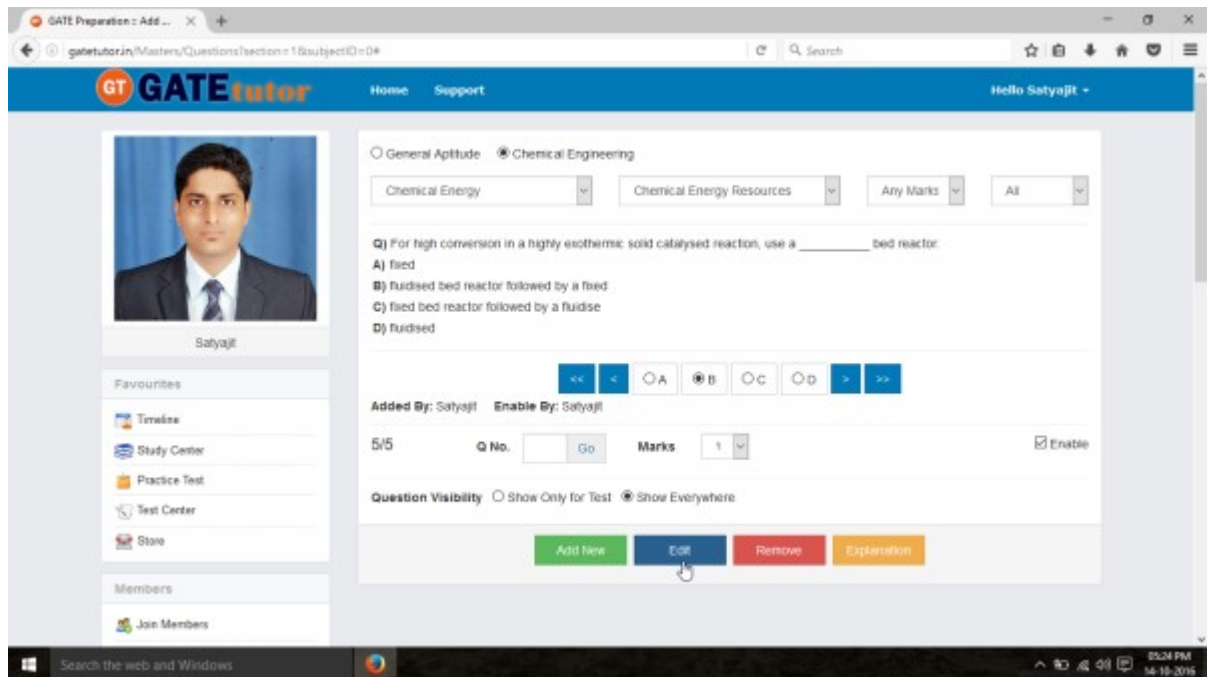 GATE Preparation :: Add ...
gatetutor.in/Masters/Questions?section=1&subjectID=0#
Search
GT GATEtutor
Home Support
Hello Satyajit
Satyajit
Favourites
Timeline
Study Center
Practice Test
Test Center
Store
Members
Join Members
General Aptitude Chemical Engineering
Chemical Energy Chemical Energy Resources Any Marks All
Q) For high conversion in a highly exothermic solid catalysed reaction, use a __________ bed reactor.
A) fixed
B) fluidised bed reactor followed by a fixed
C) fixed bed reactor followed by a fluidise
D) fluidised
<< < A B C D > >>
Added By: Satyajit Enable By: Satyajit
5/5 Q No. Go Marks 1 Enable
Question Visibility Show Only for Test Show Everywhere
Add New Edit Remove Explanation
Search the web and Windows
05:24 PM
14-10-2016